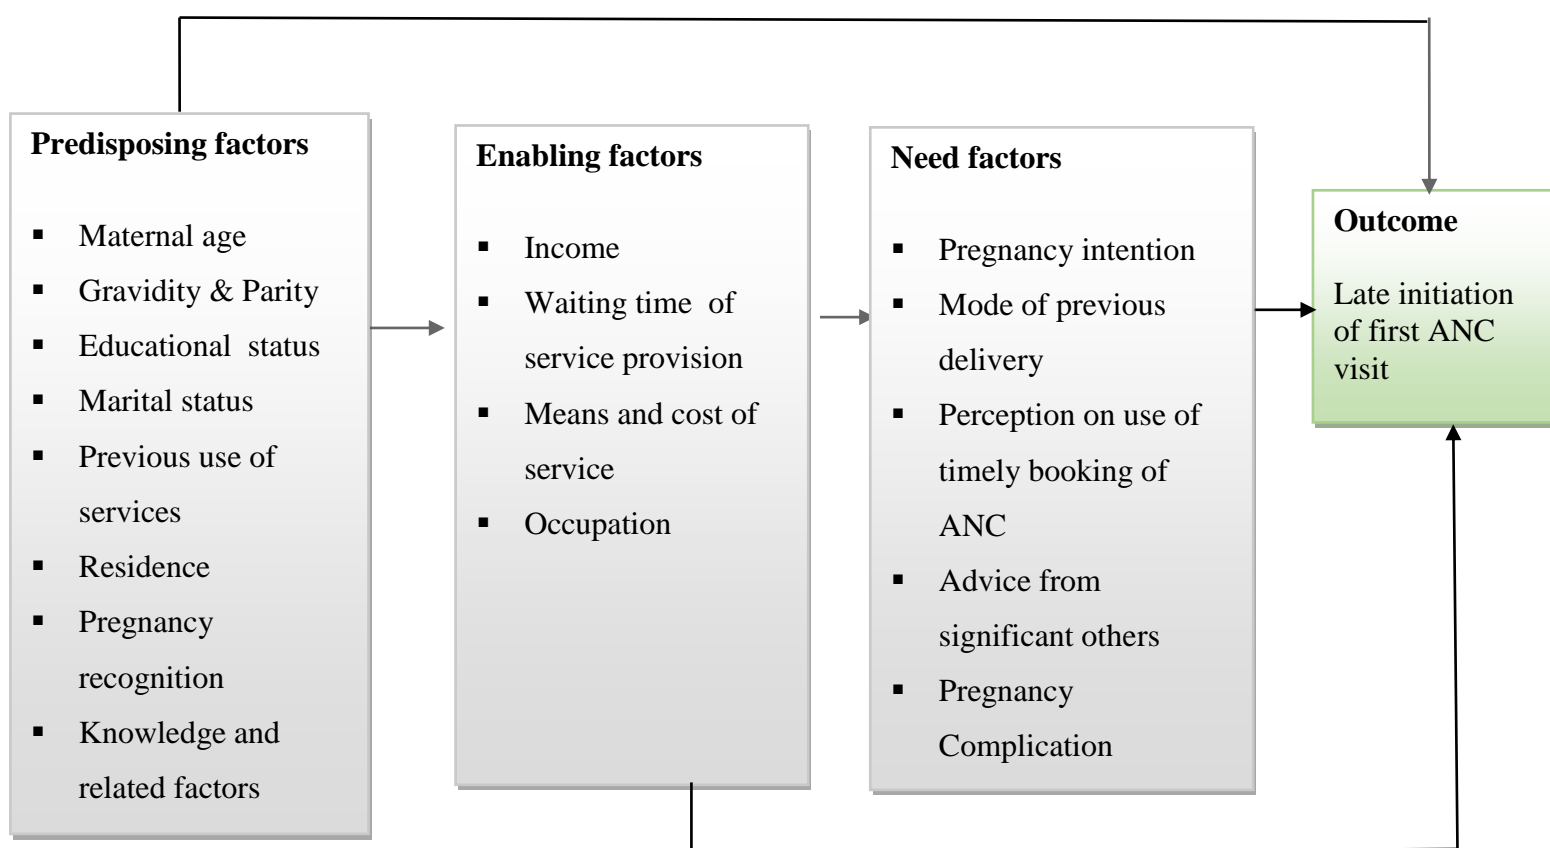 Predisposing factors
▪ Maternal age
▪ Gravidity & Parity
▪ Educational status
▪ Marital status
▪ Previous use of
services
▪ Residence
▪ Pregnancy
recognition
▪ Knowledge and
related factors
Enabling factors
▪ Income
▪ Waiting time of
service provision
▪ Means and cost of
service
▪ Occupation
Need factors
▪ Pregnancy intention
▪ Mode of previous
delivery
▪ Perception on use of
timely booking of
ANC
▪ Advice from
significant others
▪ Pregnancy
Complication
Outcome
Late initiation
of first ANC
visit